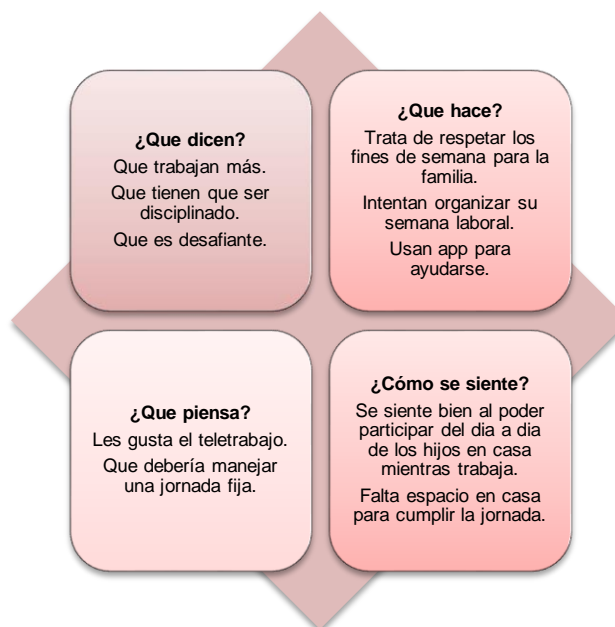 ¿Que dicen?
Que trabajan más.
Que tienen que ser
disciplinado.
Que es desafiante.
¿Que hace?
Trata de respetar los
fines de semana para la
familia.
Intentan organizar su
semana laboral.
Usan app para
ayudarse.
¿Que piensa?
Les gusta el teletrabajo.
Que debería manejar
una jornada fija.
¿Cómo se siente?
Se siente bien al poder
participar del dia a dia
de los hijos en casa
mientras trabaja.
Falta espacio en casa
para cumplir la jornada.